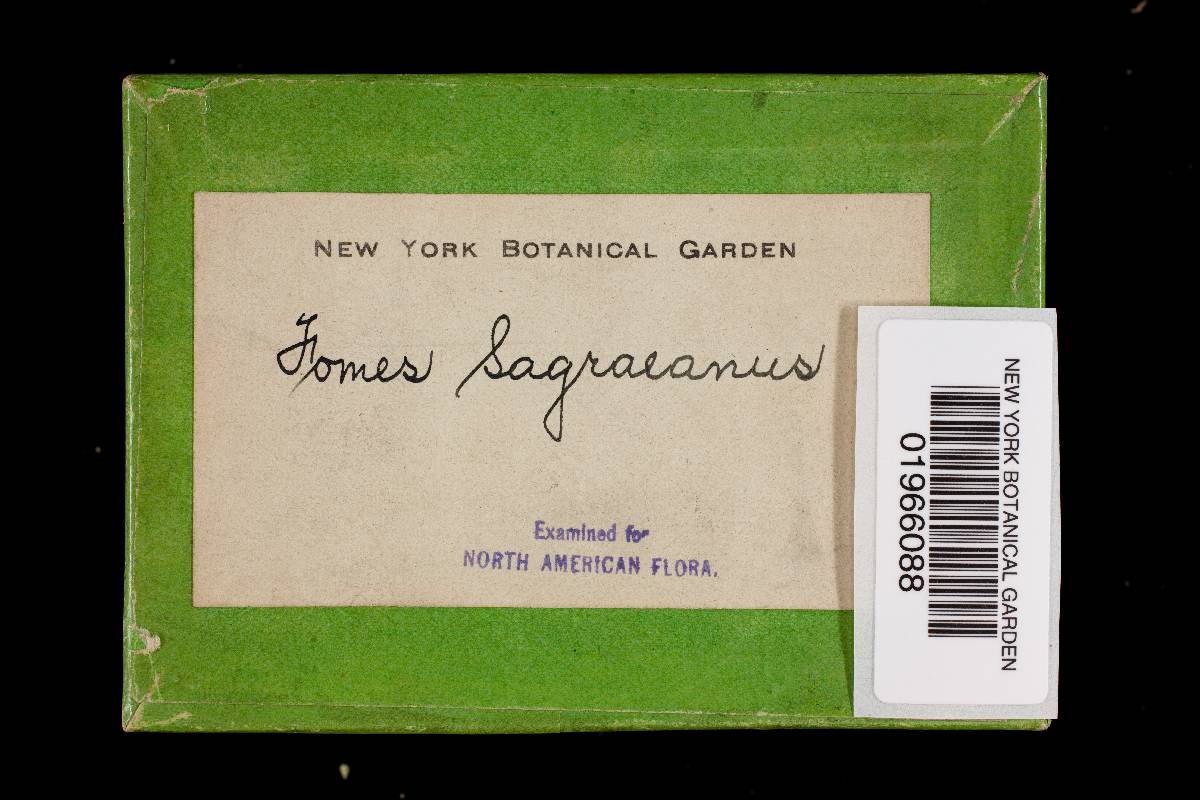 NEW YORK BOTANICAL GARDEN
Fomes Sagraeanus
Examined for
NORTH AMERICAN FLORA.
NEW YORK BOTANICAL GARDEN
01966088